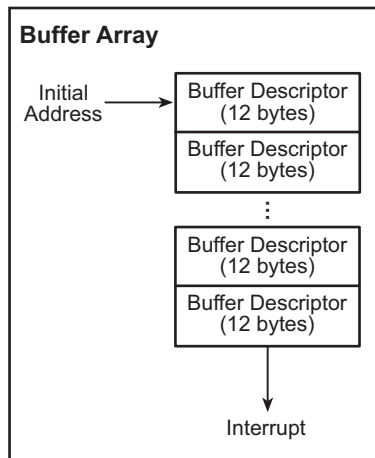 Buffer Array
Initial
Address
Buffer Descriptor
(12 bytes)
Buffer Descriptor
(12 bytes)
...
Buffer Descriptor
(12 bytes)
Buffer Descriptor
(12 bytes)
Interrupt